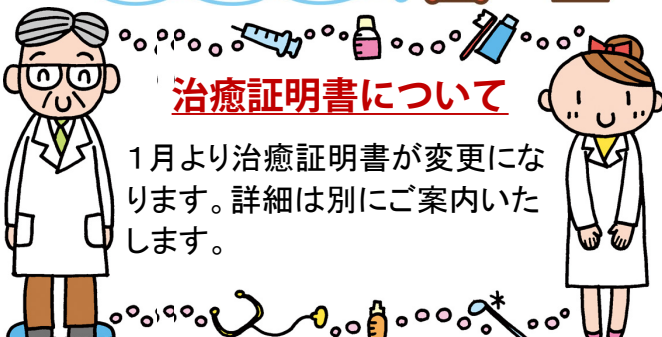 治癒証明書について
１月より治癒証明書が変更にな
ります。詳細は別にご案内いた
します。